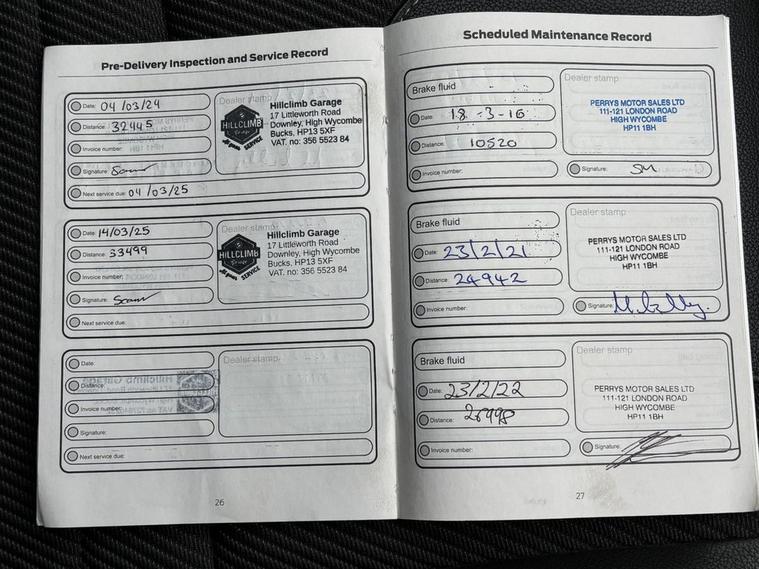 Pre-Delivery Inspection and Service Record
Date: 04/03/24
Distance: 32445
Invoice number:
Signature:
Next service due: 04/03/25
Dealer stamp
HILLCLIMB
Garage
SERVICE
Hillclimb Garage
17 Littleworth Road
Downley, High Wycombe
Bucks. HP13 5XF
VAT. no: 356 5523 84
Date: 14/03/25
Distance: 33499
Invoice number:
Signature:
Next service due:
Dealer stamp
HILLCLIMB
Garage
SERVICE
Hillclimb Garage
17 Littleworth Road
Downley, High Wycombe
Bucks. HP13 5XF
VAT. no: 356 5523 84
Date:
Distance:
Invoice number:
Signature:
Next service due:
Dealer stamp
26
Scheduled Maintenance Record
Brake fluid
Date: 18-3-16
Distance: 10520
Invoice number:
Dealer stamp
PERRYS MOTOR SALES LTD
111-121 LONDON ROAD
HIGH WYCOMBE
HP11 1BH
Signature: SM
Brake fluid
Date: 23/2/21
Distance: 24942
Invoice number:
Dealer stamp
PERRYS MOTOR SALES LTD
111-121 LONDON ROAD
HIGH WYCOMBE
HP11 1BH
Signature:
Brake fluid
Date: 23/2/22
Distance: 26998
Invoice number:
Dealer stamp
PERRYS MOTOR SALES LTD
111-121 LONDON ROAD
HIGH WYCOMBE
HP11 1BH
Signature:
27